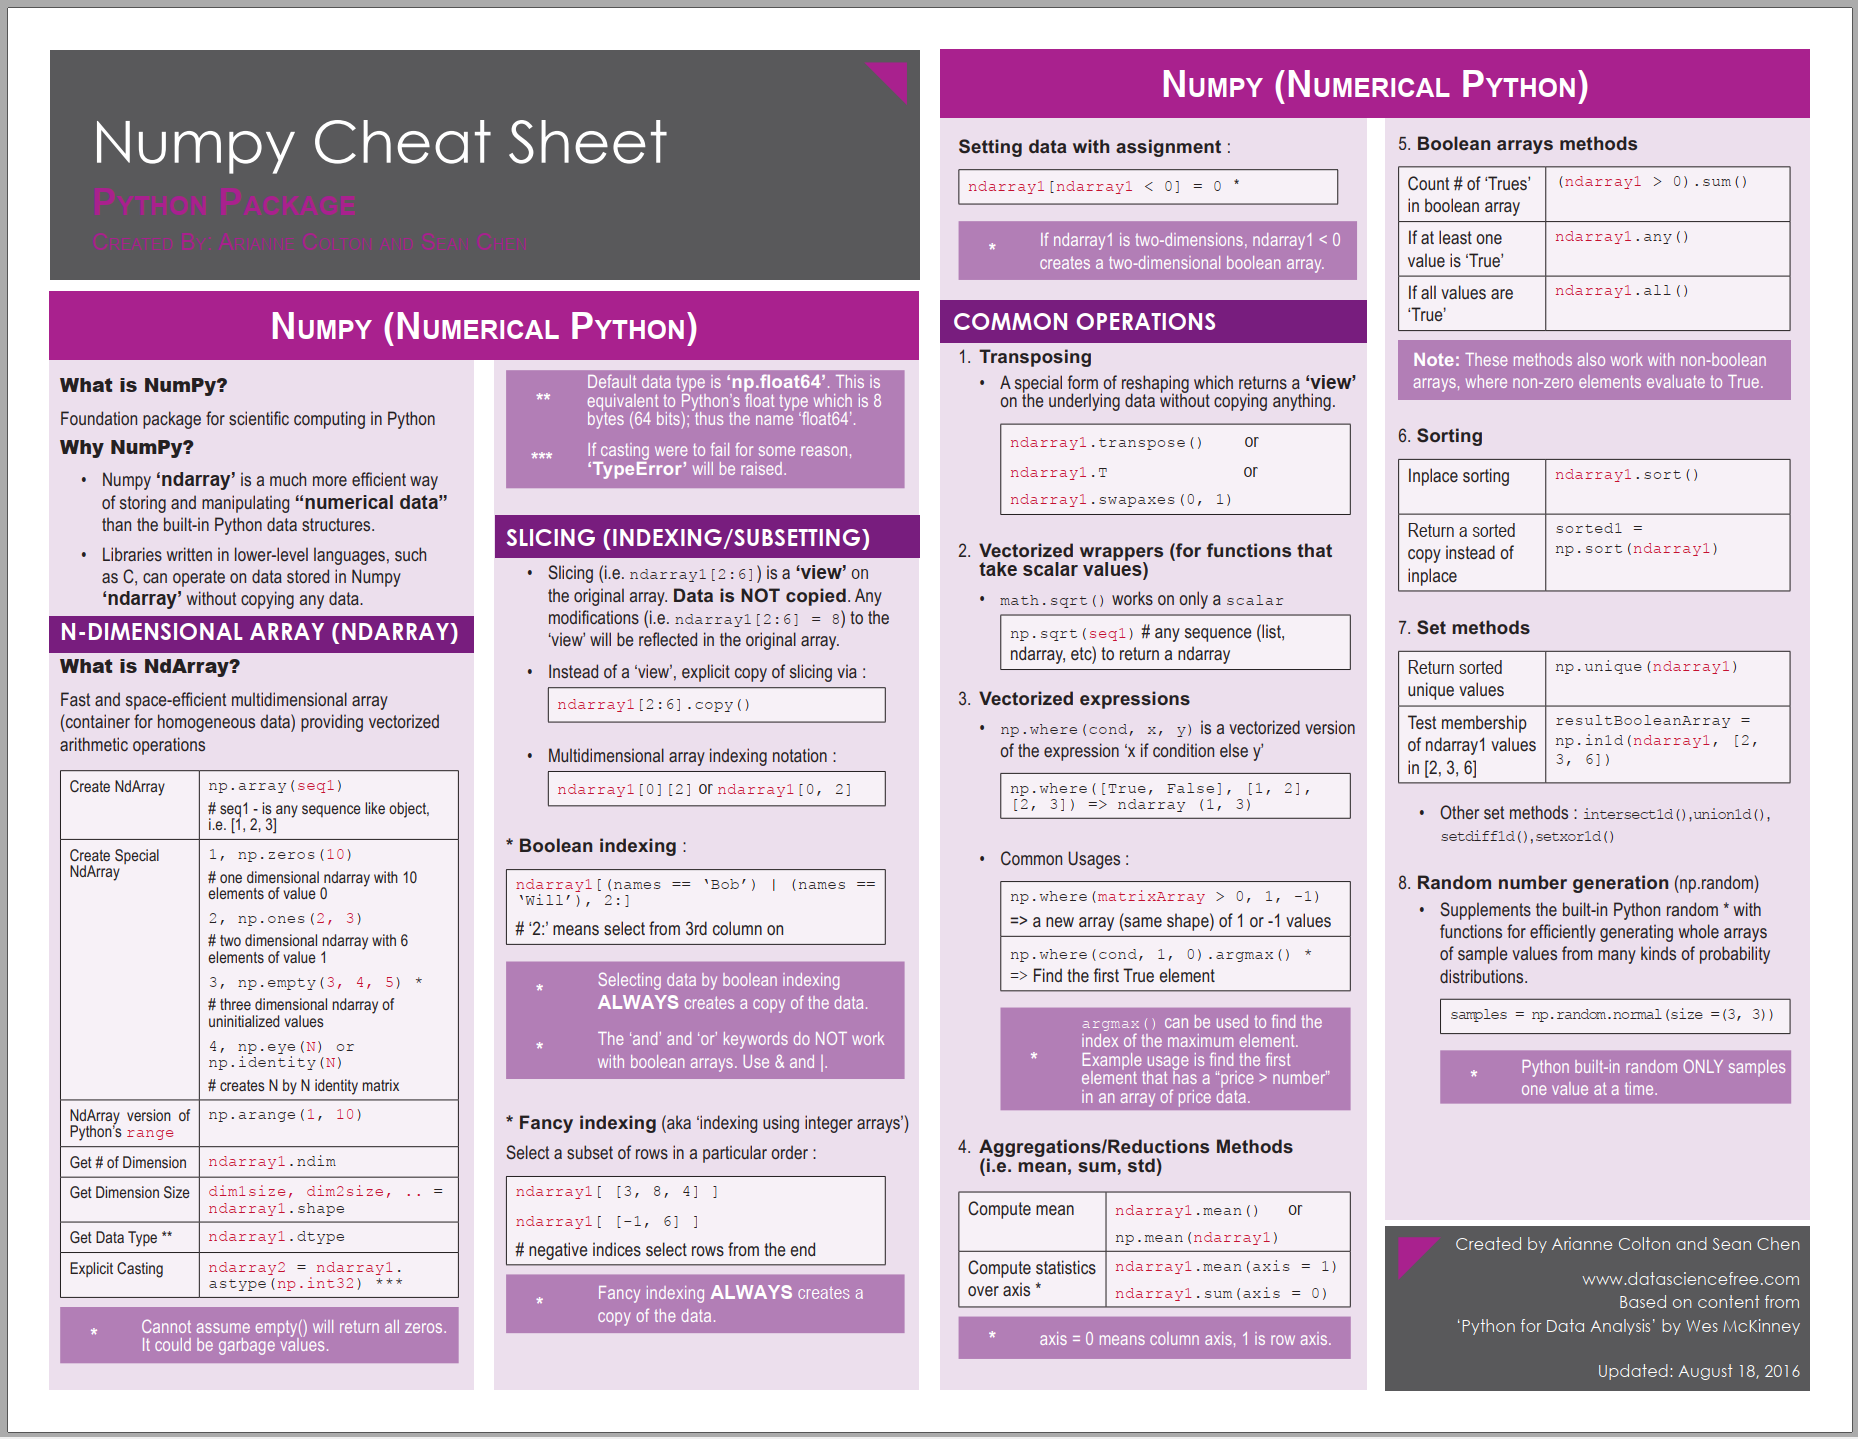 Numpy Cheat Sheet
Python Package
Created By: Arianne Colton and Sean Chen
Numpy (Numerical Python)
What is NumPy?
Foundation package for scientific computing in Python
Why NumPy?
• Numpy ‘ndarray’ is a much more efficient way
of storing and manipulating “numerical data”
than the built-in Python data structures.
• Libraries written in lower-level languages, such
as C, can operate on data stored in Numpy
‘ndarray’ without copying any data.
N-DIMENSIONAL ARRAY (NDARRAY)
What is NdArray?
Fast and space-efficient multidimensional array
(container for homogeneous data) providing vectorized
arithmetic operations
Create NdArray
np.array(seq1)
# seq1 - is any sequence like object,
i.e. [1, 2, 3]
Create Special
NdArray
1, np.zeros(10)
# one dimensional ndarray with 10
elements of value 0
2, np.ones(2, 3)
# two dimensional ndarray with 6
elements of value 1
3, np.empty(3, 4, 5) *
# three dimensional ndarray of
uninitialized values
4, np.eye(N) or
np.identity(N)
# creates N by N identity matrix
NdArray version of
Python’s range
np.arange(1, 10)
Get # of Dimension
ndarray1.ndim
Get Dimension Size
dim1size, dim2size, .. =
ndarray1.shape
Get Data Type **
ndarray1.dtype
Explicit Casting
ndarray2 = ndarray1.
astype(np.int32) ***
* Cannot assume empty() will return all zeros.
It could be garbage values.
** Default data type is ‘np.float64’. This is
equivalent to Python’s float type which is 8
bytes (64 bits); thus the name ‘float64’.
*** If casting were to fail for some reason,
‘TypeError’ will be raised.
SLICING (INDEXING/SUBSETTING)
• Slicing (i.e. ndarray1[2:6]) is a ‘view’ on
the original array. Data is NOT copied. Any
modifications (i.e. ndarray1[2:6] = 8) to the
‘view’ will be reflected in the original array.
• Instead of a ‘view’, explicit copy of slicing via :
ndarray1[2:6].copy()
• Multidimensional array indexing notation :
ndarray1[0][2] or ndarray1[0, 2]
* Boolean indexing :
ndarray1[(names == ‘Bob’) | (names ==
‘Will’), 2:]
# ‘2:’ means select from 3rd column on
* Selecting data by boolean indexing
ALWAYS creates a copy of the data.
* The ‘and’ and ‘or’ keywords do NOT work
with boolean arrays. Use & and |.
* Fancy indexing (aka ‘indexing using integer arrays’)
Select a subset of rows in a particular order :
ndarray1[ [3, 8, 4] ]
ndarray1[ [-1, 6] ]
# negative indices select rows from the end
* Fancy indexing ALWAYS creates a
copy of the data.
Numpy (Numerical Python)
Setting data with assignment :
ndarray1[ndarray1 < 0] = 0 *
* If ndarray1 is two-dimensions, ndarray1 < 0
creates a two-dimensional boolean array.
COMMON OPERATIONS
1. Transposing
• A special form of reshaping which returns a ‘view’
on the underlying data without copying anything.
ndarray1.transpose() or
ndarray1.T or
ndarray1.swapaxes(0, 1)
2. Vectorized wrappers (for functions that
take scalar values)
• math.sqrt() works on only a scalar
np.sqrt(seq1) # any sequence (list,
ndarray, etc) to return a ndarray
3. Vectorized expressions
• np.where(cond, x, y) is a vectorized version
of the expression ‘x if condition else y’
np.where([True, False], [1, 2],
[2, 3]) => ndarray (1, 3)
• Common Usages :
np.where(matrixArray > 0, 1, -1)
=> a new array (same shape) of 1 or -1 values
np.where(cond, 1, 0).argmax() *
=> Find the first True element
* argmax() can be used to find the
index of the maximum element.
Example usage is find the first
element that has a “price > number”
in an array of price data.
4. Aggregations/Reductions Methods
(i.e. mean, sum, std)
Compute mean
ndarray1.mean() or
np.mean(ndarray1)
Compute statistics
over axis *
ndarray1.mean(axis = 1)
ndarray1.sum(axis = 0)
* axis = 0 means column axis, 1 is row axis.
5. Boolean arrays methods
Count # of ‘Trues’
in boolean array
(ndarray1 > 0).sum()
If at least one
value is ‘True’
ndarray1.any()
If all values are
‘True’
ndarray1.all()
Note: These methods also work with non-boolean
arrays, where non-zero elements evaluate to True.
6. Sorting
Inplace sorting
ndarray1.sort()
Return a sorted
copy instead of
inplace
sorted1 =
np.sort(ndarray1)
7. Set methods
Return sorted
unique values
np.unique(ndarray1)
Test membership
of ndarray1 values
in [2, 3, 6]
resultBooleanArray =
np.in1d(ndarray1, [2,
3, 6])
• Other set methods : intersect1d(),union1d(),
setdiff1d(),setxor1d()
8. Random number generation (np.random)
• Supplements the built-in Python random * with
functions for efficiently generating whole arrays
of sample values from many kinds of probability
distributions.
samples = np.random.normal(size =(3, 3))
* Python built-in random ONLY samples
one value at a time.
Created by Arianne Colton and Sean Chen
www.datasciencefree.com
Based on content from
‘Python for Data Analysis’ by Wes McKinney
Updated: August 18, 2016